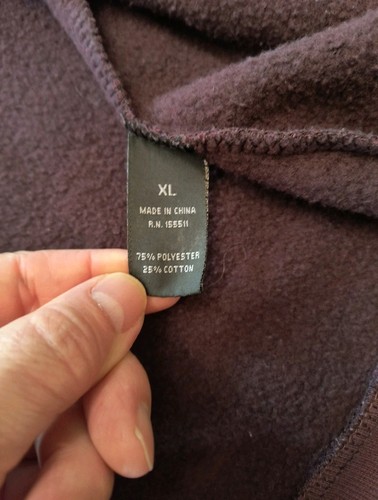 XL
MADE IN CHINA
R.N. 155511
75% POLYESTER
25% COTTON